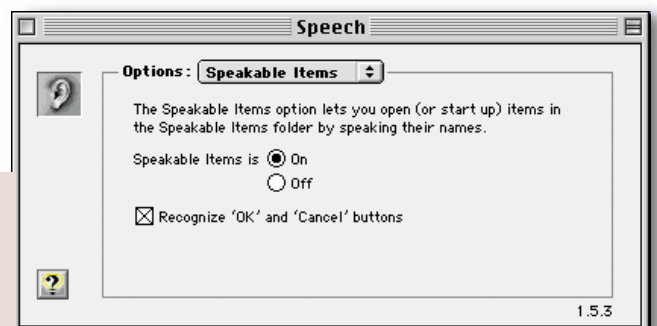 Speech
Options: Speakable Items
The Speakable Items option lets you open (or start up) items in
the Speakable Items folder by speaking their names.
Speakable Items is On
Off
Recognize ‘OK’ and ‘Cancel’ buttons
?
1.5.3